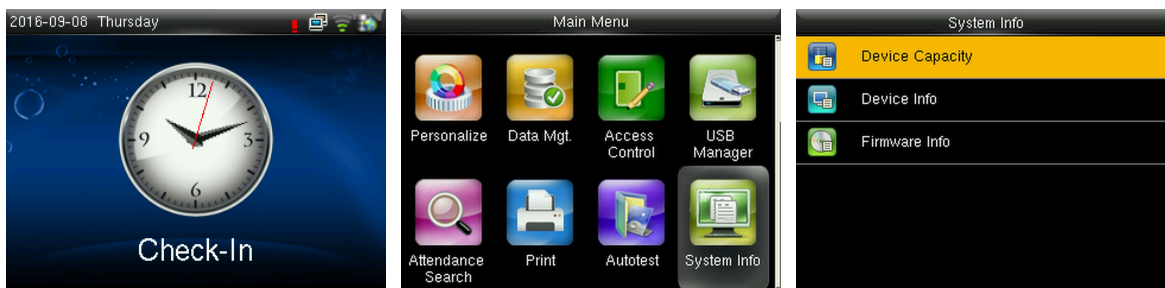 2016-09-08 Thursday
12
9
3
6
Check-In
Main Menu
Personalize
Data Mgt.
Access
Control
USB
Manager
Attendance
Search
Print
Autotest
System Info
System Info
Device Capacity
Device Info
Firmware Info